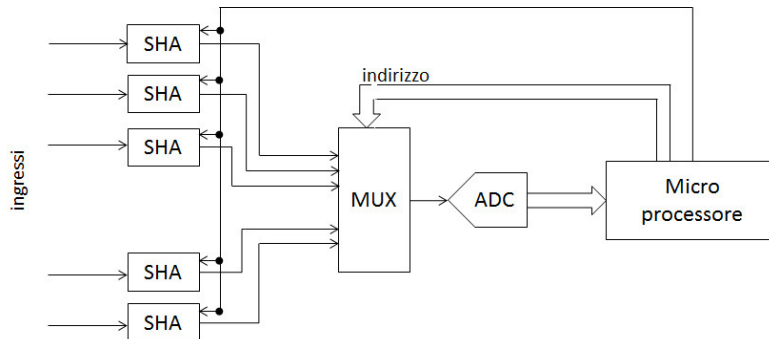 SHA
SHA
indirizzo
SHA
ingressi
MUX
ADC
Micro
processore
SHA
SHA